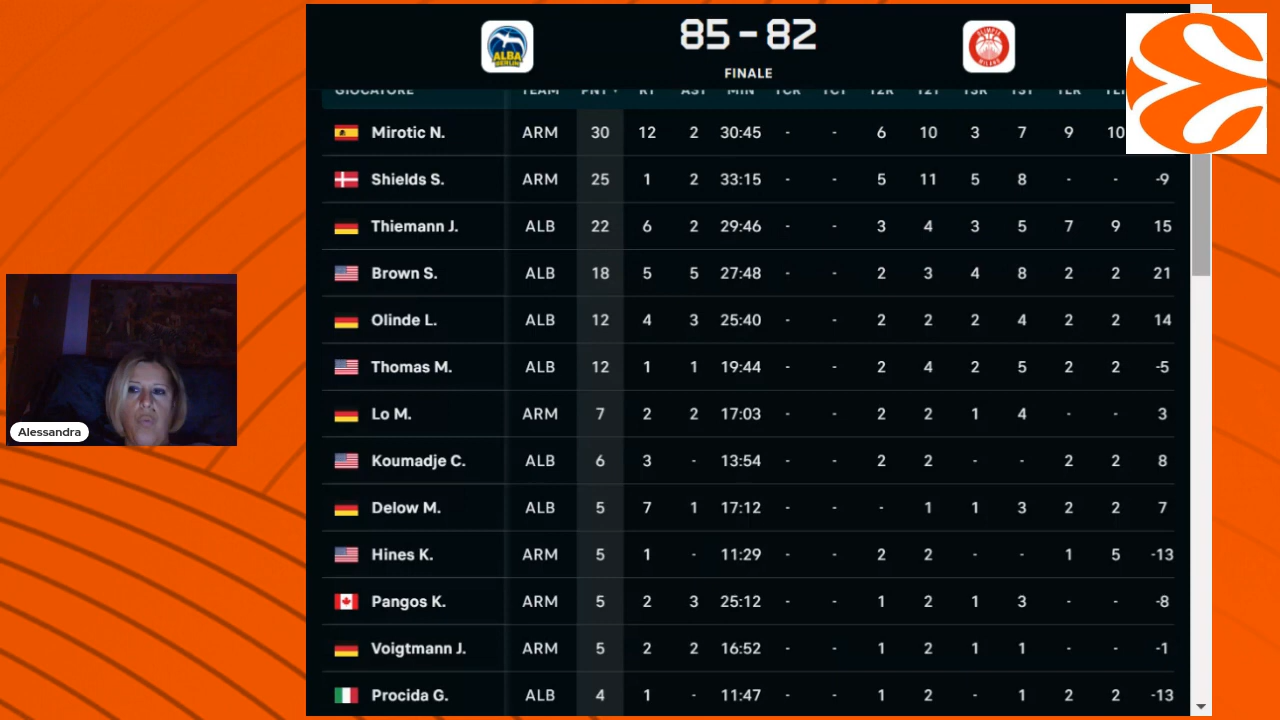 85 - 82
FINALE
ALBA
BERLIN
OLIMPIA
MILANO
GIOCATORE TEAM PNT RT AST MIN TCR TCT T2R T2T T3R T3T TLR
Mirotic N. ARM 30 12 2 30:45 - - 6 10 3 7 9 10
Shields S. ARM 25 1 2 33:15 - - 5 11 5 8 - - -9
Thiemann J. ALB 22 6 2 29:46 - - 3 4 3 5 7 9 15
Brown S. ALB 18 5 5 27:48 - - 2 3 4 8 2 2 21
Olinde L. ALB 12 4 3 25:40 - - 2 2 2 4 2 2 14
Thomas M. ALB 12 1 1 19:44 - - 2 4 2 5 2 2 -5
Lo M. ARM 7 2 2 17:03 - - 2 2 1 4 - - 3
Koumadje C. ALB 6 3 - 13:54 - - 2 2 - - 2 2 8
Delow M. ALB 5 7 1 17:12 - - - 1 1 3 2 2 7
Hines K. ARM 5 1 - 11:29 - - 2 2 - - 1 5 -13
Pangos K. ARM 5 2 3 25:12 - - 1 2 1 3 - - -8
Voigtmann J. ARM 5 2 2 16:52 - - 1 2 1 1 - - -1
Procida G. ALB 4 1 - 11:47 - - 1 2 - 1 2 2 -13
Alessandra